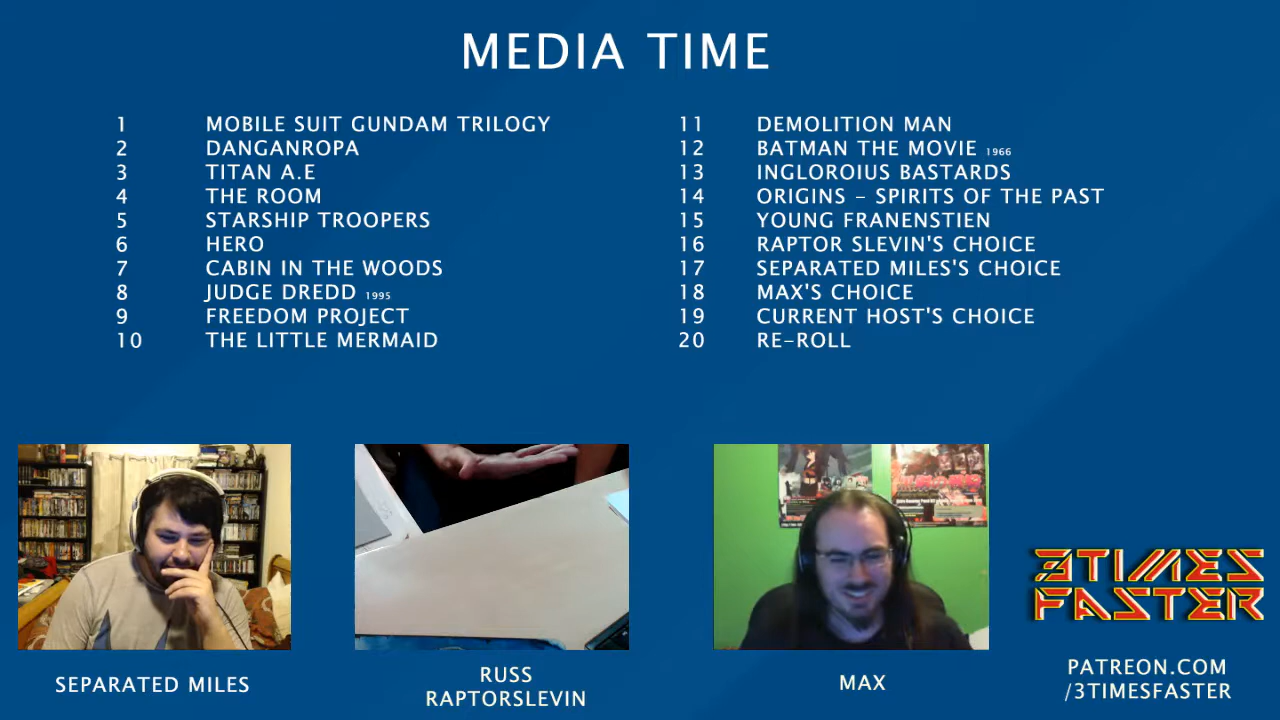 MEDIA TIME
1 MOBILE SUIT GUNDAM TRILOGY
2 DANGANROPA
3 TITAN A.E
4 THE ROOM
5 STARSHIP TROOPERS
6 HERO
7 CABIN IN THE WOODS
8 JUDGE DREDD 1995
9 FREEDOM PROJECT
10 THE LITTLE MERMAID
11 DEMOLITION MAN
12 BATMAN THE MOVIE 1966
13 INGLOROIUS BASTARDS
14 ORIGINS - SPIRITS OF THE PAST
15 YOUNG FRANENSTIEN
16 RAPTOR SLEVIN'S CHOICE
17 SEPARATED MILES'S CHOICE
18 MAX'S CHOICE
19 CURRENT HOST'S CHOICE
20 RE-ROLL
SEPARATED MILES
RUSS
RAPTORSLEVIN
MAX
3TIMES
FASTER
PATREON.COM
/3TIMESFASTER